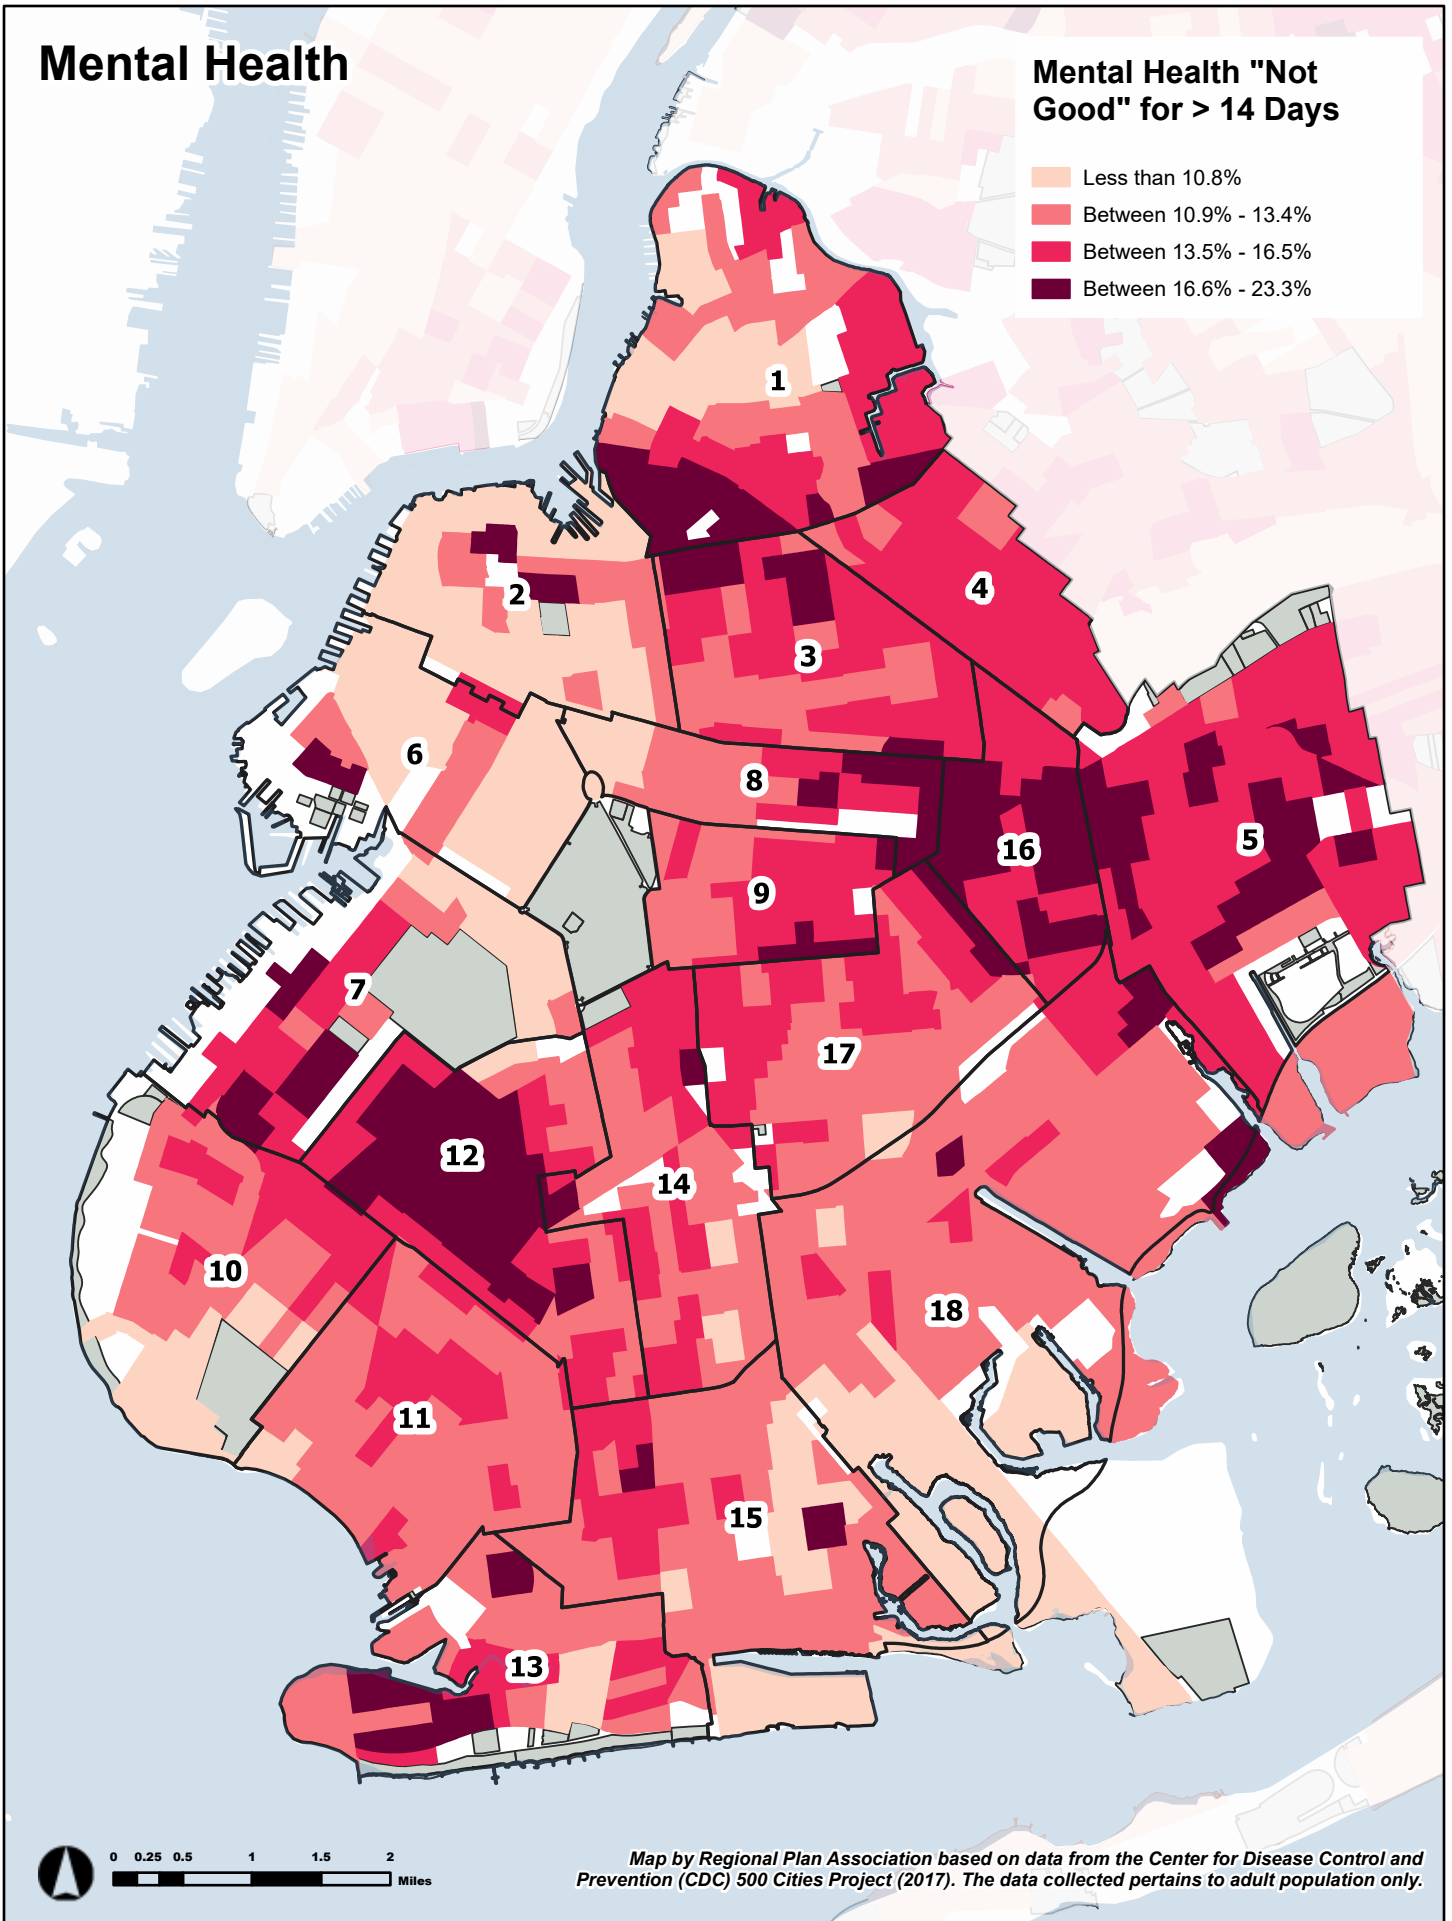 Mental Health
Mental Health "Not
Good" for > 14 Days
Less than 10.8%
Between 10.9% - 13.4%
Between 13.5% - 16.5%
Between 16.6% - 23.3%
1
2
3
4
5
6
7
8
9
10
11
12
13
14
15
16
17
18
0 0.25 0.5 1 1.5 2
Miles
Map by Regional Plan Association based on data from the Center for Disease Control and
Prevention (CDC) 500 Cities Project (2017). The data collected pertains to adult population only.